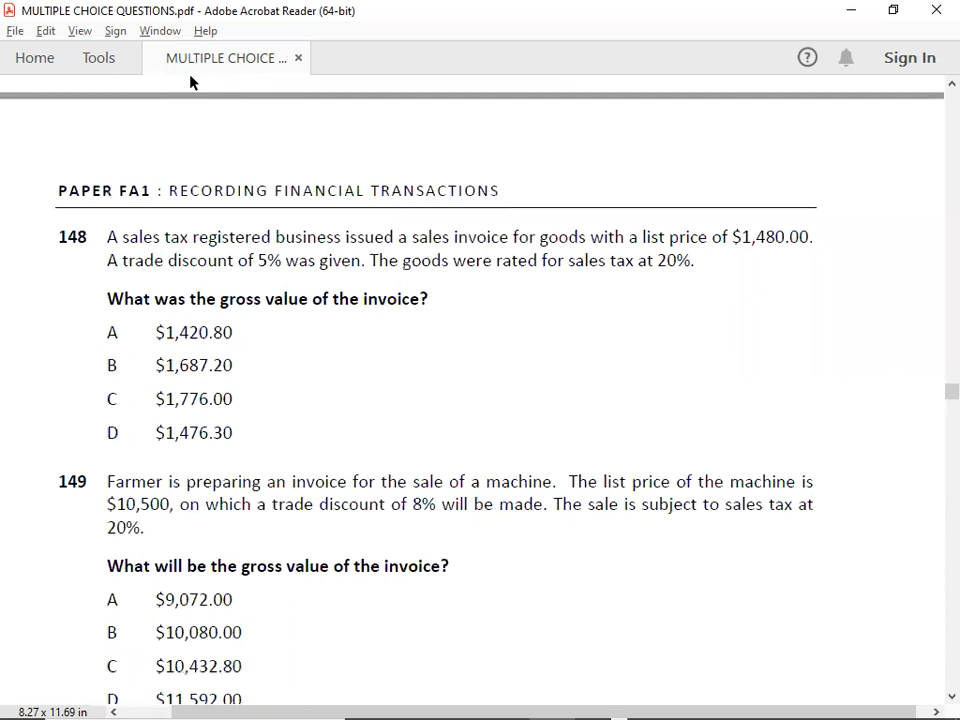 MULTIPLE CHOICE QUESTIONS.pdf - Adobe Acrobat Reader (64-bit)
File Edit View Sign Window Help
Home Tools MULTIPLE CHOICE ... × ? Sign In
PAPER FA1 : RECORDING FINANCIAL TRANSACTIONS
148 A sales tax registered business issued a sales invoice for goods with a list price of $1,480.00.
A trade discount of 5% was given. The goods were rated for sales tax at 20%.
What was the gross value of the invoice?
A $1,420.80
B $1,687.20
C $1,776.00
D $1,476.30
149 Farmer is preparing an invoice for the sale of a machine. The list price of the machine is
$10,500, on which a trade discount of 8% will be made. The sale is subject to sales tax at
20%.
What will be the gross value of the invoice?
A $9,072.00
B $10,080.00
C $10,432.80
D $11,592.00
8.27 x 11.69 in